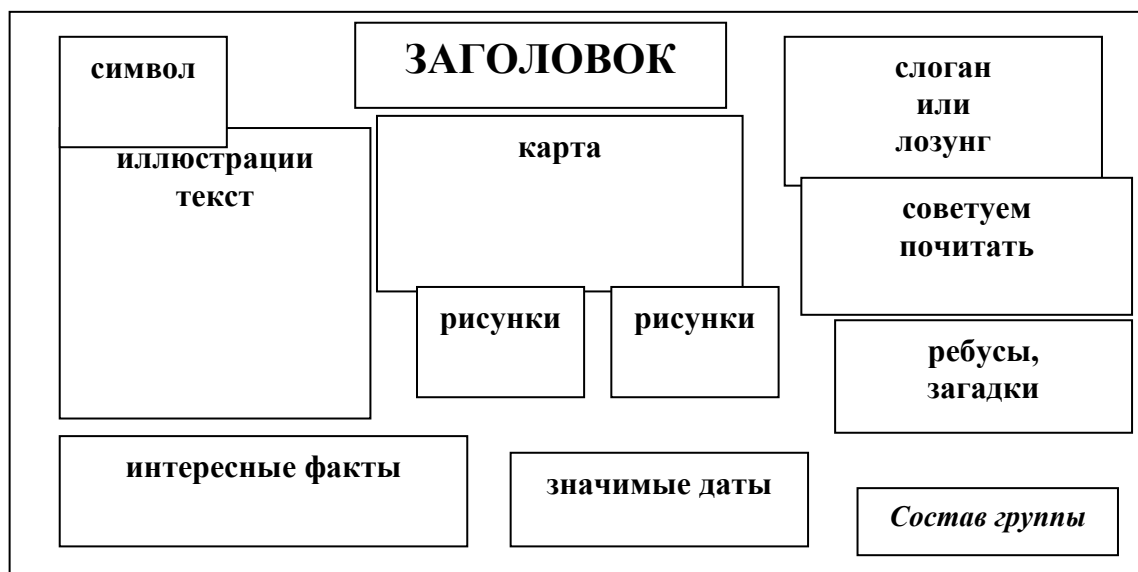 символ
ЗАГОЛОВОК
слоган
или
лозунг
иллюстрации
текст
карта
советуем
почитать
рисунки
рисунки
ребусы,
загадки
интересные факты
значимые даты
Состав группы